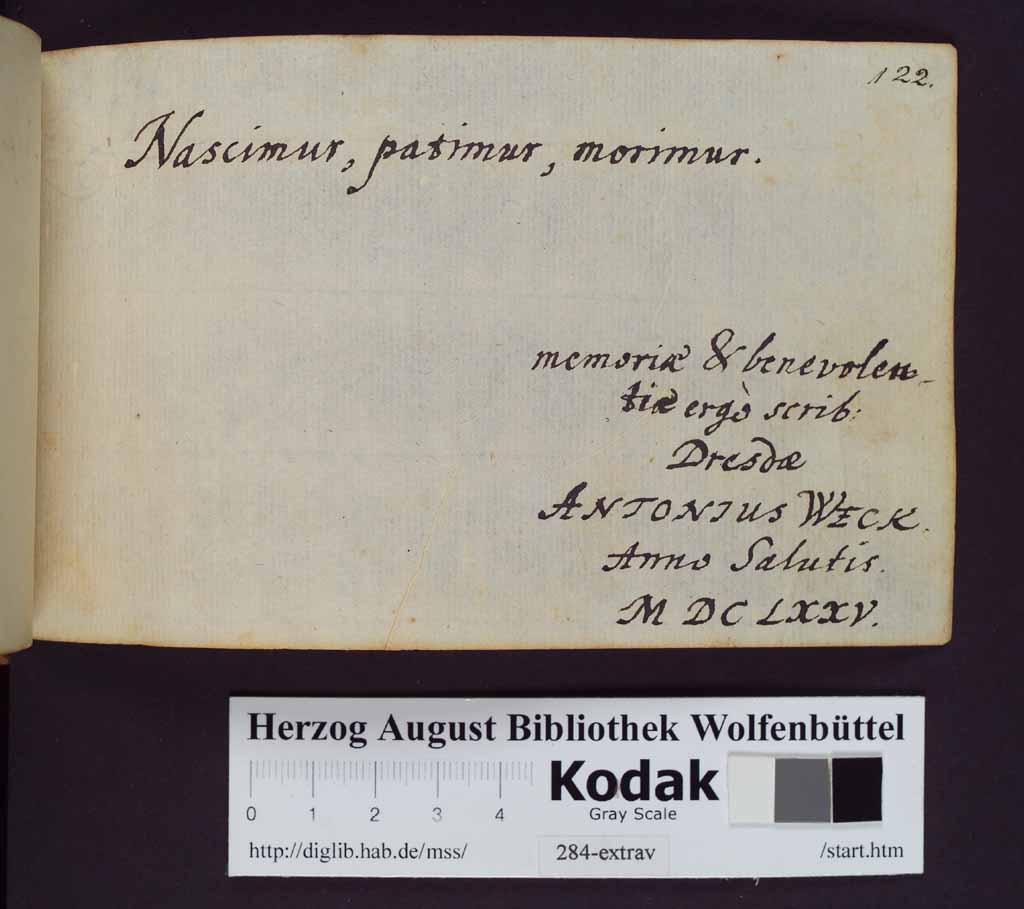 122.
Nascimur, patimur, morimur.
memoriæ & benevolen-
tiæ ergò scrib:
Dresdæ
ANTONIUS WECK.
Anno Salutis.
M DC LXXV.
Herzog August Bibliothek Wolfenbüttel
Kodak
Gray Scale
0 1 2 3 4
http://diglib.hab.de/mss/ 284-extrav /start.htm